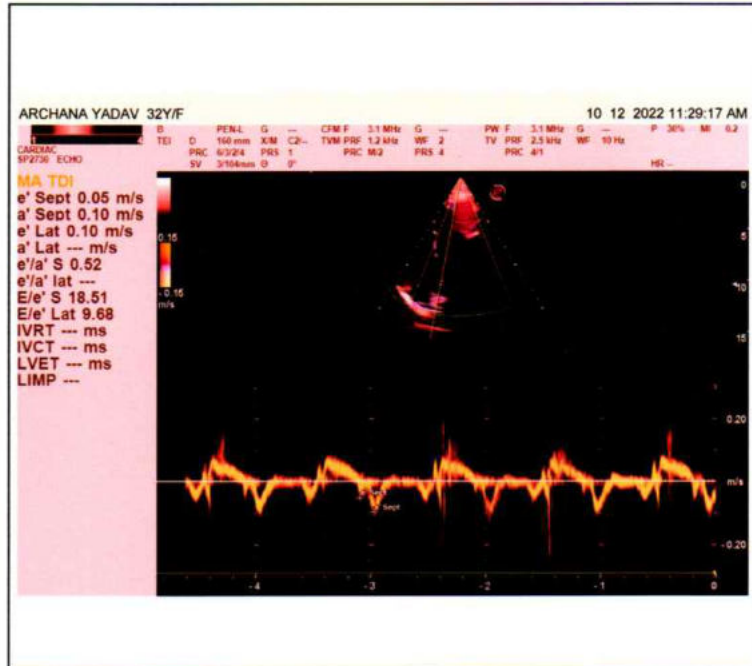 ARCHANA YADAV 32Y/F 10 12 2022 11:29:17 AM
B PEN-L G --- CFM F 3.1 MHz G --- PW F 3.1 MHz G --- P 30% MI 0.2
TEI D 160 mm X/M C2/-- TVM PRF 1.2 kHz WF 2 TV PRF 2.5 kHz WF 10 Hz
PRC 6/3/2/4 PRS 1 PRC M/2 PRS 4 PRC 4/1
SV 3/104mm Θ 0° HR --
CARDIAC
SP2730 ECHO
MA TDI
e' Sept 0.05 m/s
a' Sept 0.10 m/s
e' Lat 0.10 m/s
a' Lat --- m/s
e'/a' S 0.52
e'/a' lat ---
E/e' S 18.51
E/e' Lat 9.68
IVRT --- ms
IVCT --- ms
LVET --- ms
LIMP ---
0.15
-0.15
m/s
0
5
10
15
0.20
m/s
-0.20
Sept
Sept
-4 -3 -2 -1 0